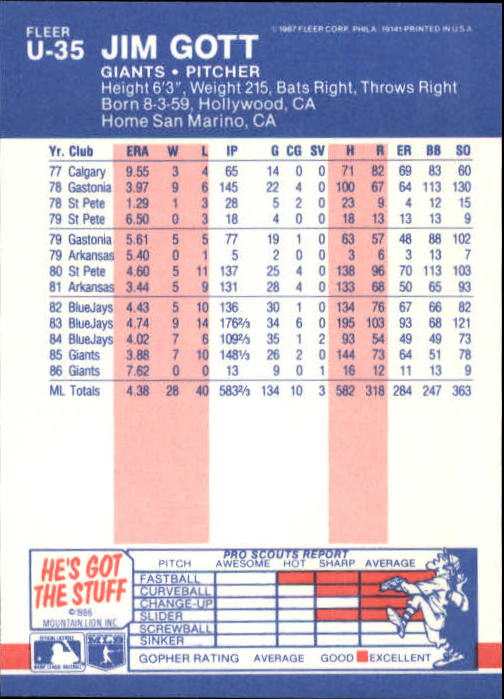 FLEER
U-35 JIM GOTT
© 1987 FLEER CORP. PHILA. 19141-PRINTED IN U.S.A.
GIANTS • PITCHER
Height 6'3", Weight 215, Bats Right, Throws Right
Born 8-3-59, Hollywood, CA
Home San Marino, CA
Yr. Club ERA W L IP G CG SV H R ER BB SO
77 Calgary 9.55 3 4 65 14 0 0 71 82 69 83 60
78 Gastonia 3.97 9 6 145 22 4 0 100 67 64 113 130
78 St Pete 1.29 1 3 28 5 2 0 23 9 4 12 15
79 St Pete 6.50 0 3 18 4 0 0 18 13 13 13 9
79 Gastonia 5.61 5 5 77 19 1 0 63 57 48 88 102
79 Arkansas 5.40 0 1 5 2 0 0 3 6 3 13 7
80 St Pete 4.60 5 11 137 25 4 0 138 96 70 113 103
81 Arkansas 3.44 5 9 131 28 4 0 133 68 50 65 93
82 BlueJays 4.43 5 10 136 30 1 0 134 76 67 66 82
83 BlueJays 4.74 9 14 176⅔ 34 6 0 195 103 93 68 121
84 BlueJays 4.02 7 6 109⅔ 35 1 2 93 54 49 49 73
85 Giants 3.88 7 10 148⅓ 26 2 0 144 73 64 51 78
86 Giants 7.62 0 0 13 9 0 1 16 12 11 13 9
ML Totals 4.38 28 40 583⅔ 134 10 3 582 318 284 247 363
HE'S GOT
THE STUFF
© 1986
MOUNTAIN LION, INC.
PRO SCOUTS REPORT
PITCH AWESOME HOT SHARP AVERAGE
FASTBALL
CURVEBALL
CHANGE-UP
SLIDER
SCREWBALL
SINKER
GOPHER RATING AVERAGE GOOD EXCELLENT